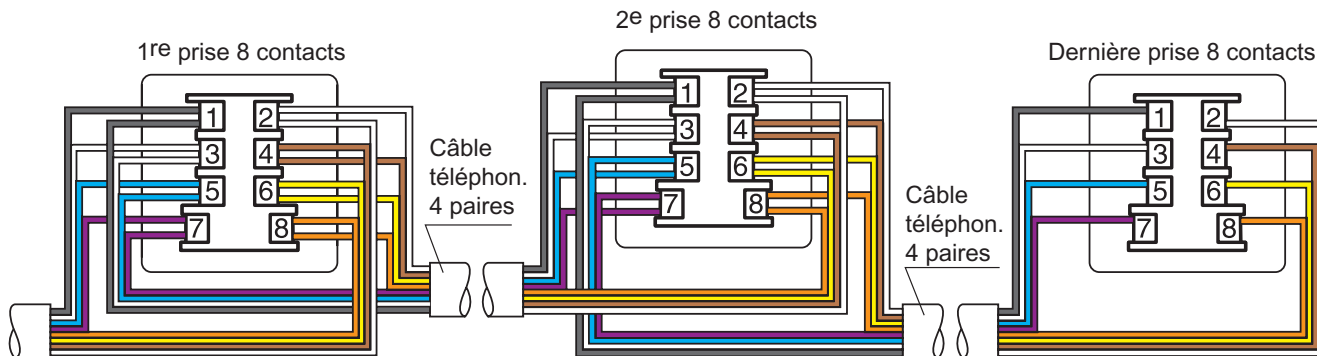 1re prise 8 contacts
2e prise 8 contacts
Dernière prise 8 contacts
1 2
3 4
5 6
7 8
Câble
téléphon.
4 paires
1 2
3 4
5 6
7 8
Câble
téléphon.
4 paires
1 2
3 4
5 6
7 8